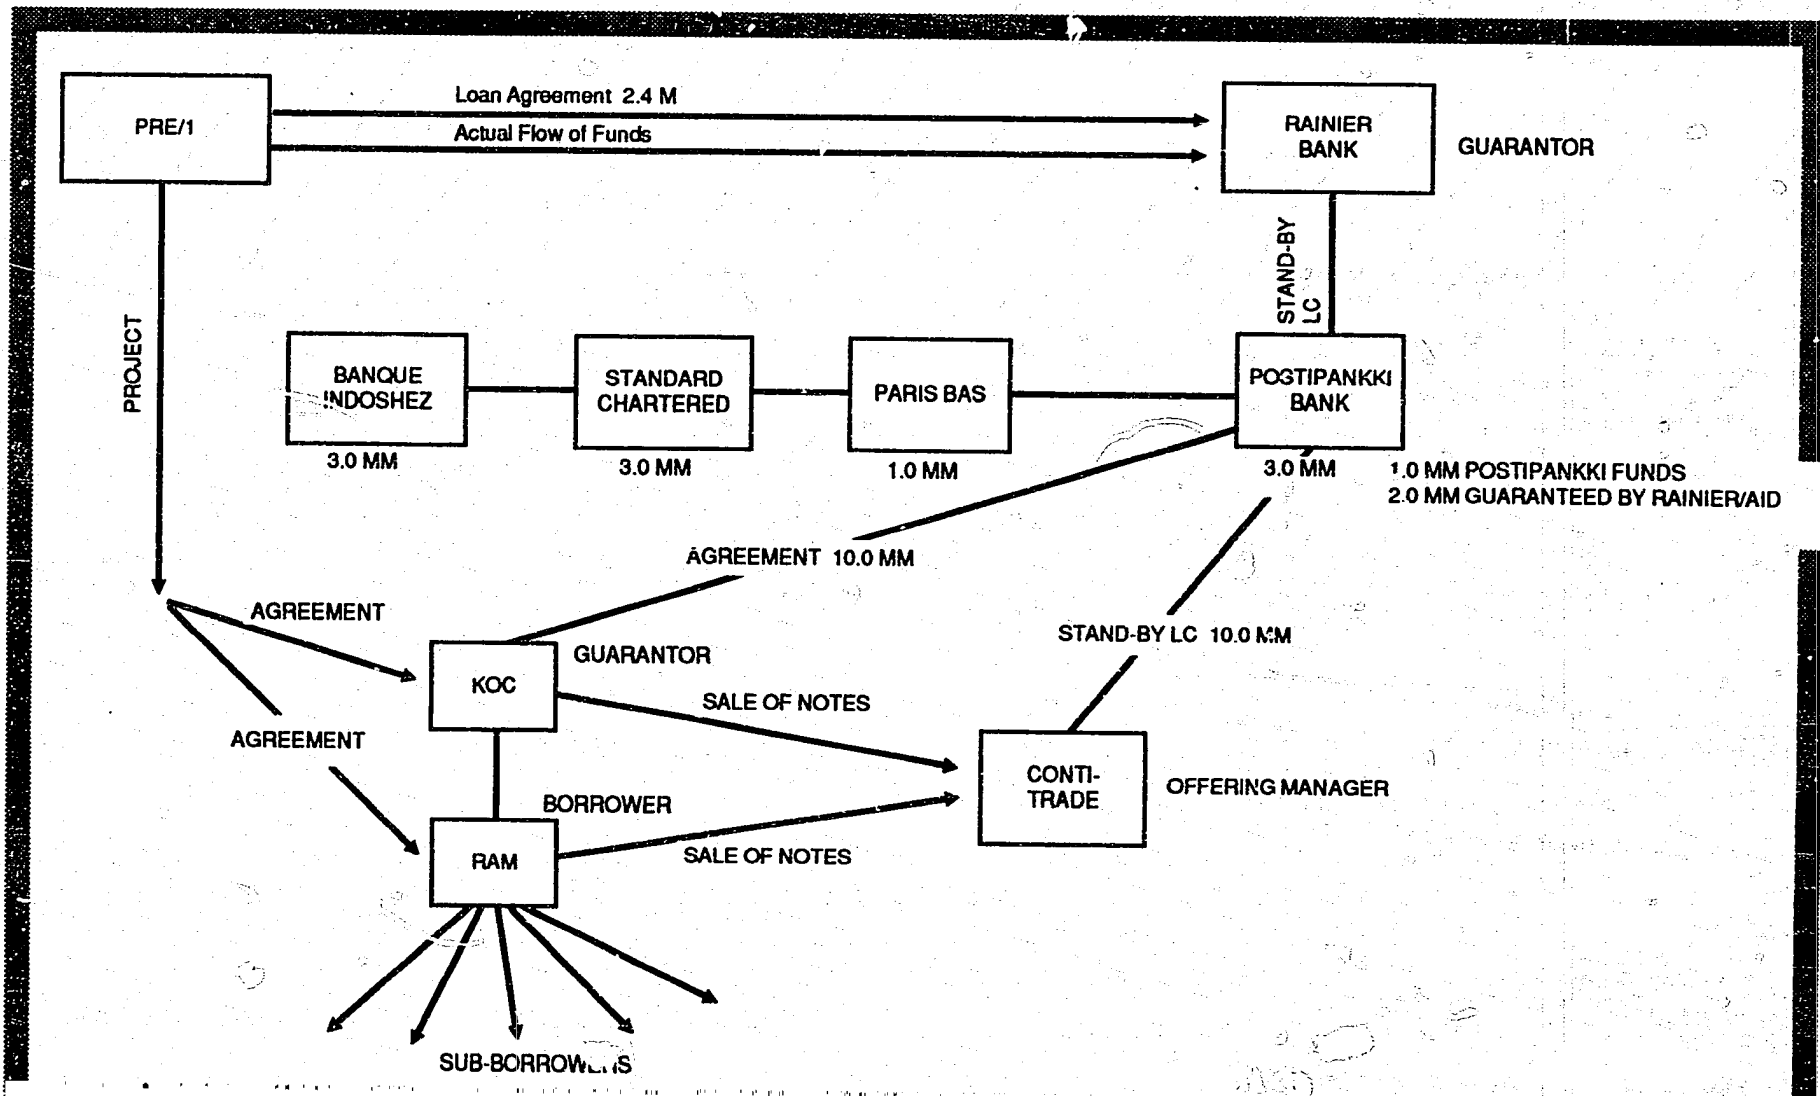 PRE/1
Loan Agreement 2.4 M
Actual Flow of Funds
RAINIER
BANK
GUARANTOR
PROJECT
STAND-BY
LC
BANQUE
INDOSHEZ
3.0 MM
STANDARD
CHARTERED
3.0 MM
PARIS BAS
1.0 MM
POSTIPANKKI
BANK
3.0 MM
1.0 MM POSTIPANKKI FUNDS
2.0 MM GUARANTEED BY RAINIER/AID
AGREEMENT 10.0 MM
AGREEMENT
KOC
GUARANTOR
SALE OF NOTES
STAND-BY LC 10.0 MM
AGREEMENT
CONTI-
TRADE
OFFERING MANAGER
BORROWER
RAM
SALE OF NOTES
SUB-BORROWERS